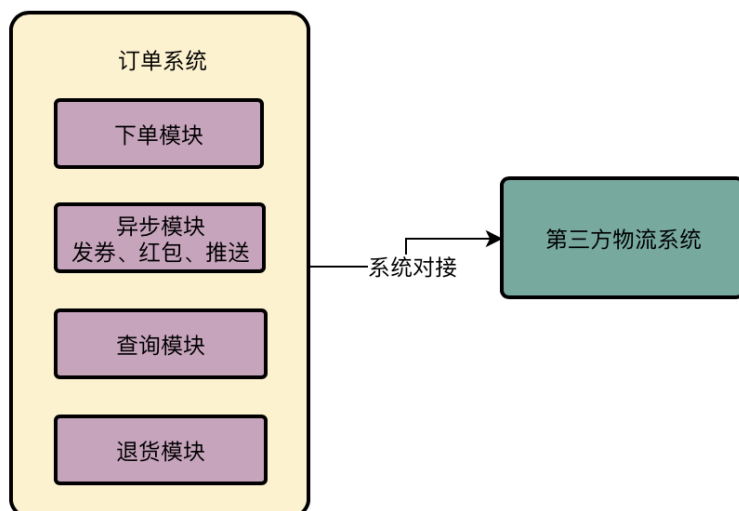 订单系统
下单模块
异步模块
发券、红包、推送
查询模块
退货模块
系统对接
第三方物流系统